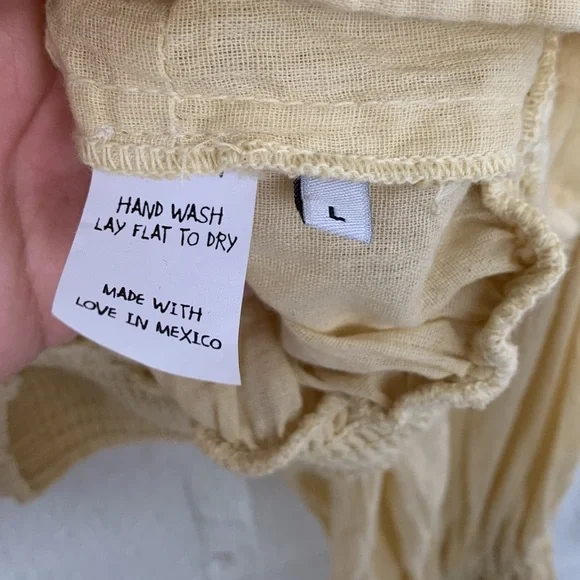 HAND WASH
LAY FLAT TO DRY
MADE WITH
LOVE IN MEXICO
L